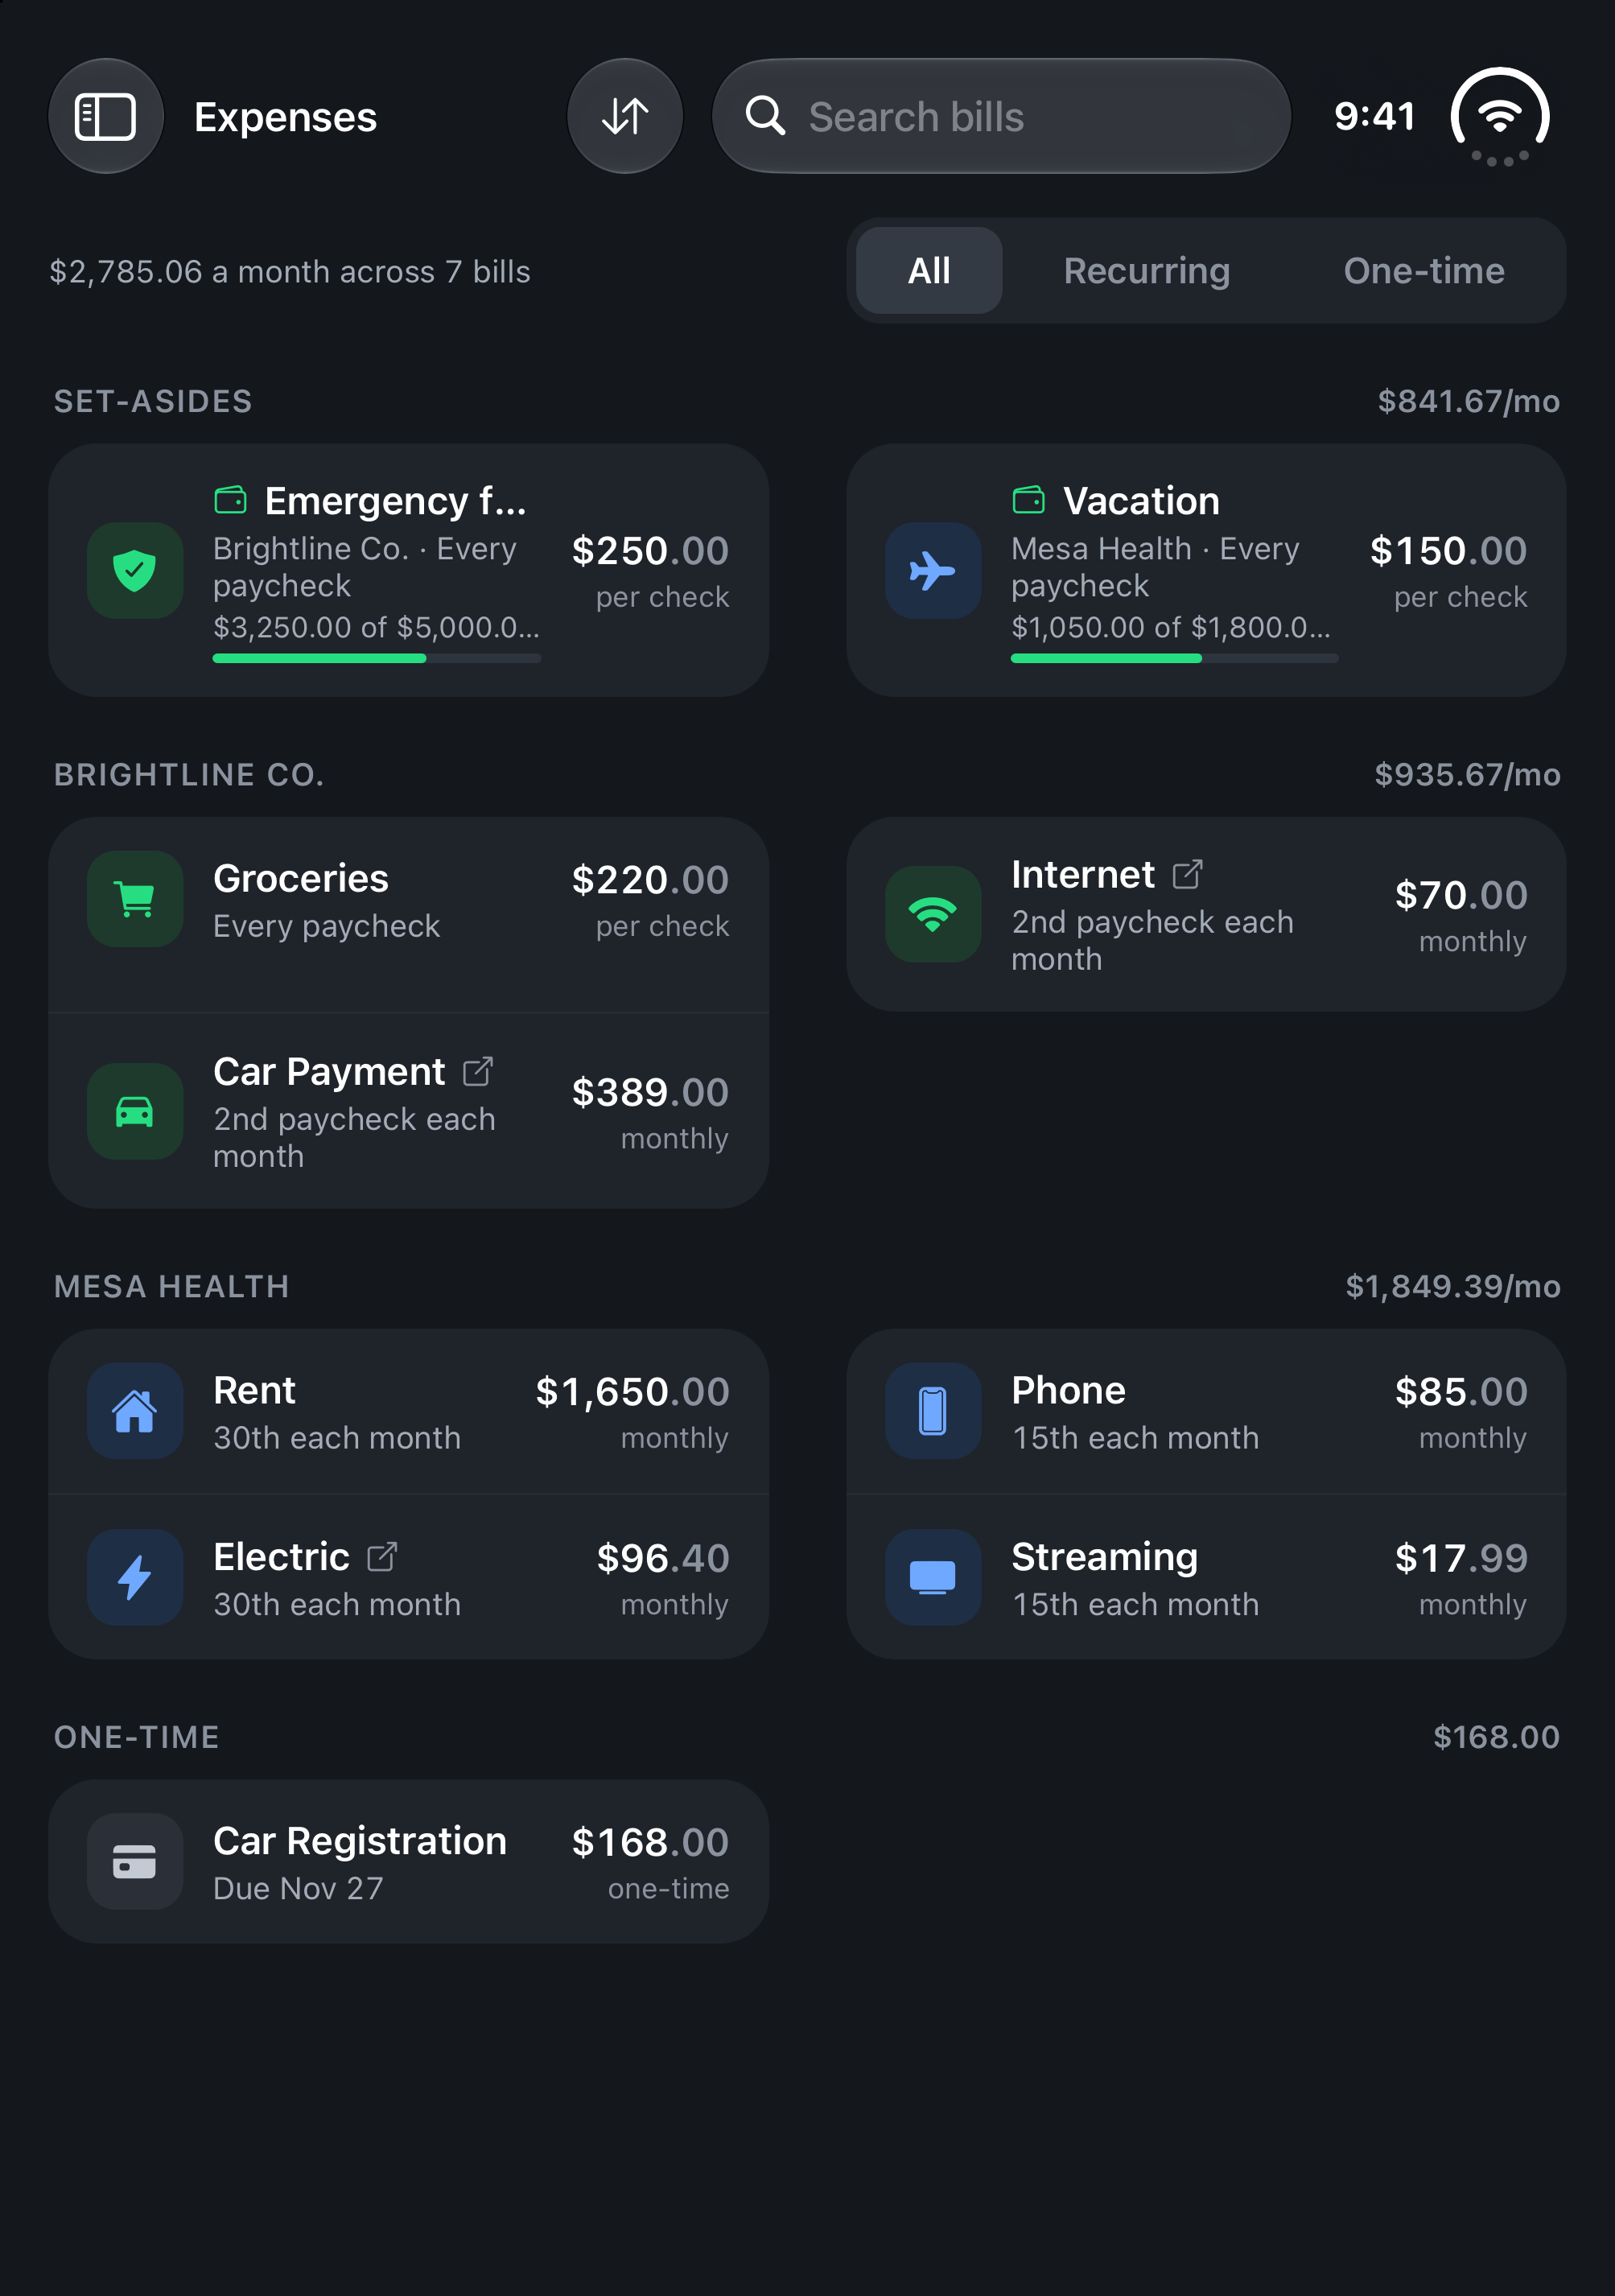 Expenses
Search bills
9:41
$2,785.06 a month across 7 bills
All
Recurring
One-time
SET-ASIDES
$841.67/mo
Emergency f...
Brightline Co. · Every
paycheck
$3,250.00 of $5,000.0...
$250.00
per check
Vacation
Mesa Health · Every
paycheck
$1,050.00 of $1,800.0...
$150.00
per check
BRIGHTLINE CO.
$935.67/mo
Groceries
Every paycheck
$220.00
per check
Internet
2nd paycheck each
month
$70.00
monthly
Car Payment
2nd paycheck each
month
$389.00
monthly
MESA HEALTH
$1,849.39/mo
Rent
30th each month
$1,650.00
monthly
Phone
15th each month
$85.00
monthly
Electric
30th each month
$96.40
monthly
Streaming
15th each month
$17.99
monthly
ONE-TIME
$168.00
Car Registration
Due Nov 27
$168.00
one-time